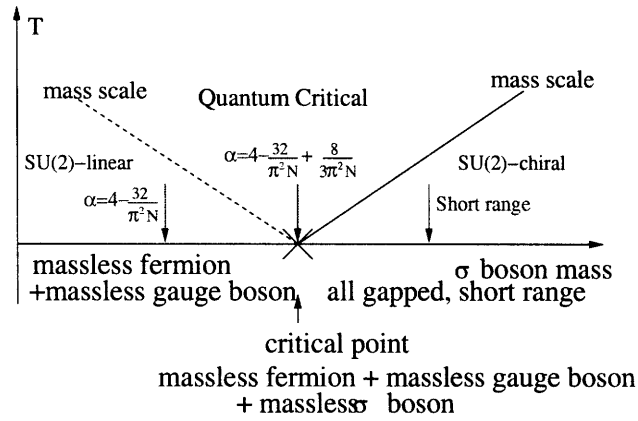 T
mass scale
Quantum Critical
mass scale
SU(2)-linear
α=4-32/π²N + 8/3π²N
SU(2)-chiral
α=4-32/π²N
Short range
massless fermion
+massless gauge boson
σ boson mass
all gapped, short range
critical point
massless fermion + massless gauge boson
+ masslessσ boson